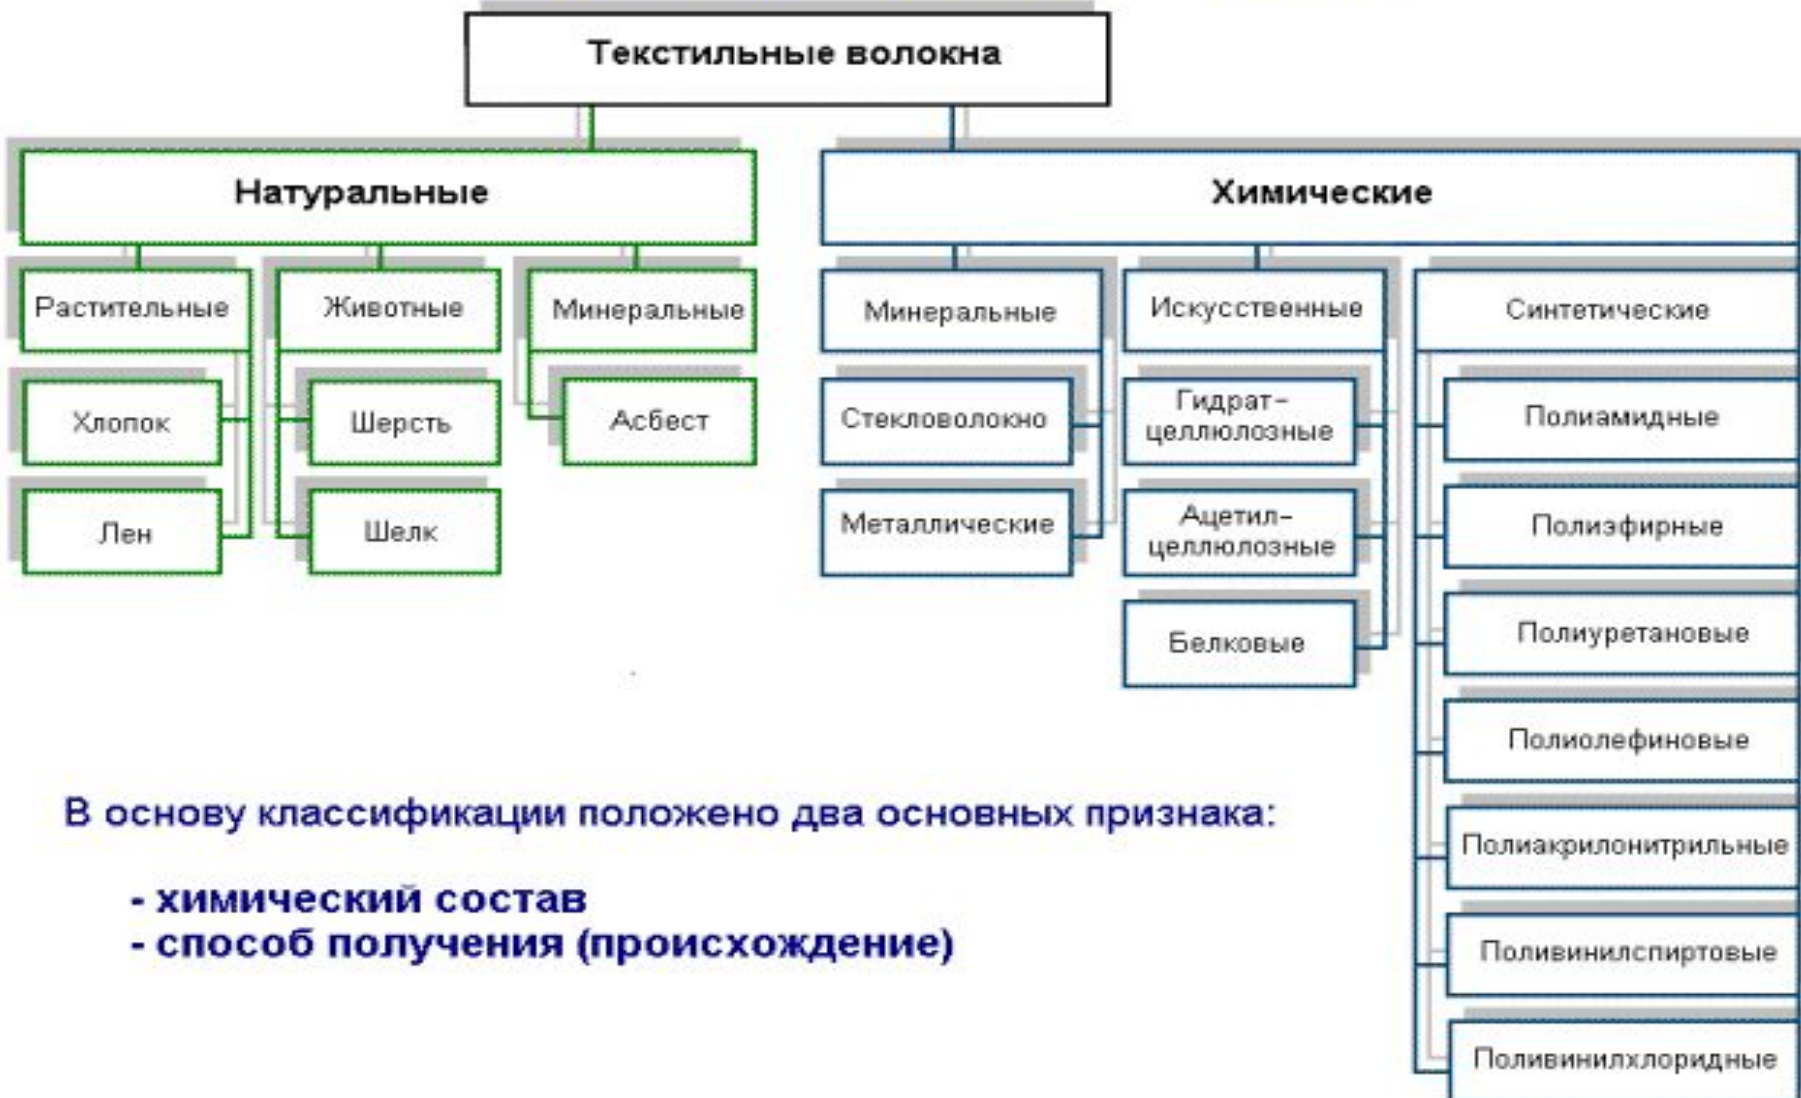 Текстильные волокна
Натуральные
Химические
Растительные
Животные
Минеральные
Минеральные
Искусственные
Синтетические
Хлопок
Шерсть
Асбест
Стекловолокно
Гидрат-
целлюлозные
Полиамидные
Лен
Шелк
Металлические
Ацетил-
целлюлозные
Полиэфирные
Белковые
Полиуретановые
Полиолефиновые
Полиакрилонитрильные
Поливинилспиртовые
Поливинилхлоридные
В основу классификации положено два основных признака:
- химический состав
- способ получения (происхождение)